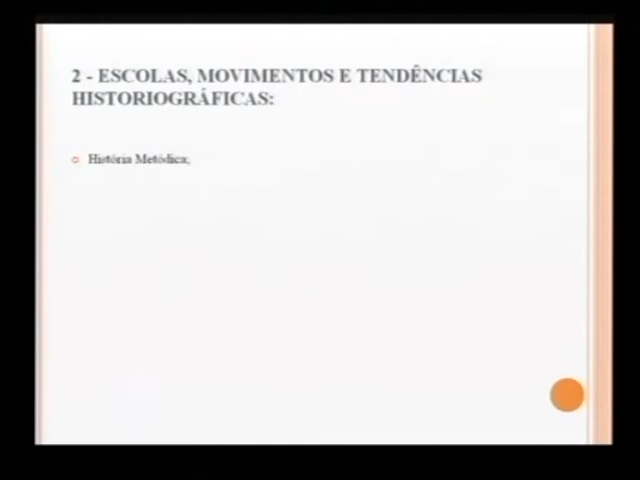 2 - ESCOLAS, MOVIMENTOS E TENDÊNCIAS
HISTORIOGRÁFICAS:
História Metódica;